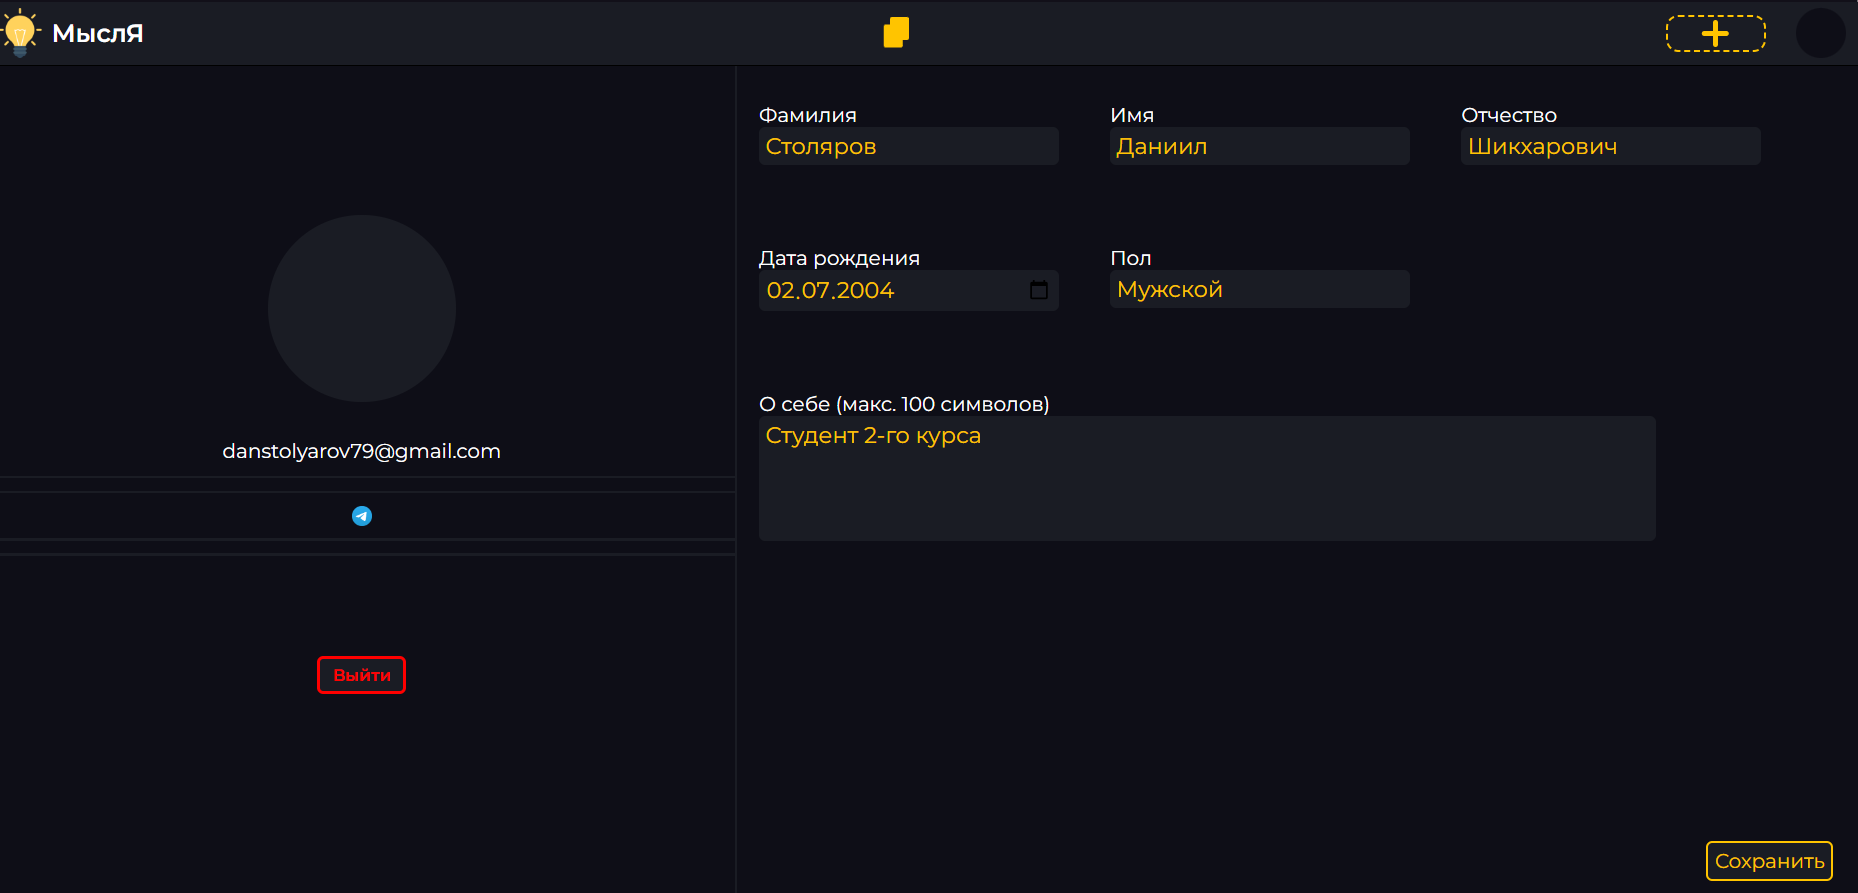 МыслЯ
danstolyarov79@gmail.com
Выйти
Фамилия
Столяров
Имя
Даниил
Отчество
Шикхарович
Дата рождения
02.07.2004
Пол
Мужской
О себе (макс. 100 символов)
Студент 2-го курса
Сохранить